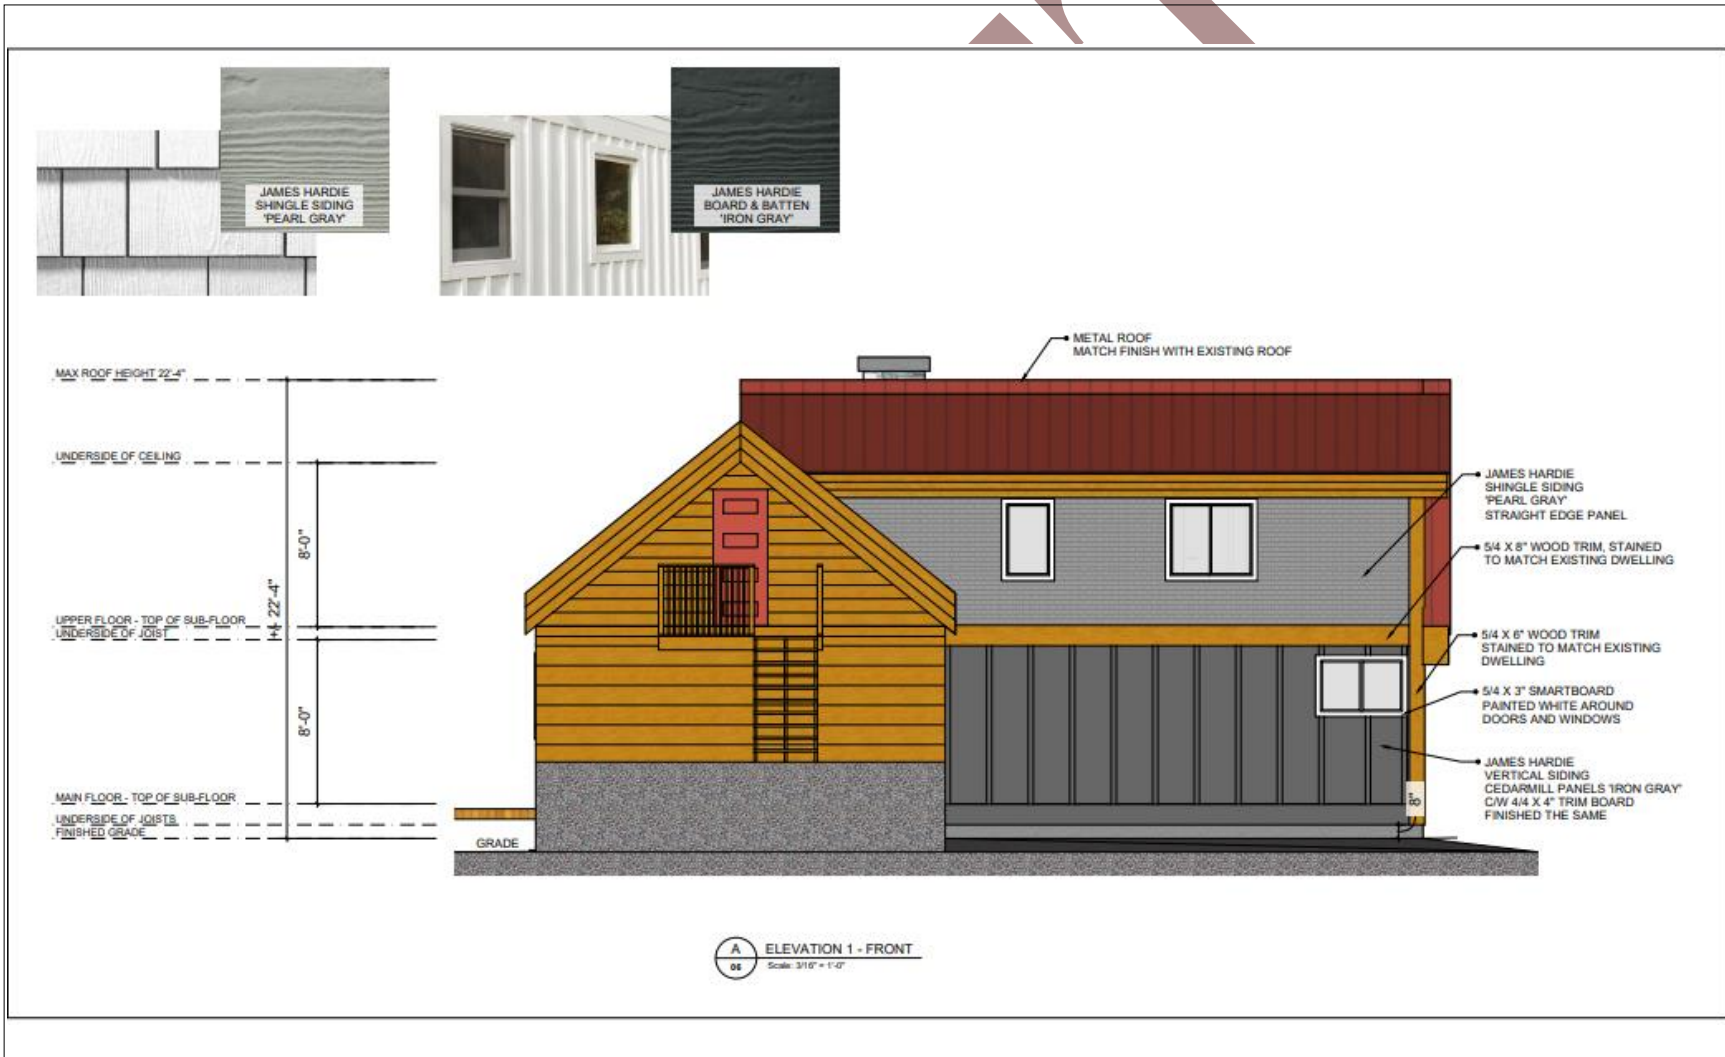 JAMES HARDIE
SHINGLE SIDING
'PEARL GRAY'
JAMES HARDIE
BOARD & BATTEN
'IRON GRAY'
METAL ROOF
MATCH FINISH WITH EXISTING ROOF
MAX ROOF HEIGHT 22'-4"
UNDERSIDE OF CEILING
8'-0"
+/- 22'-4"
UPPER FLOOR - TOP OF SUB-FLOOR
UNDERSIDE OF JOIST
8'-0"
MAIN FLOOR - TOP OF SUB-FLOOR
UNDERSIDE OF JOISTS
FINISHED GRADE
GRADE
JAMES HARDIE
SHINGLE SIDING
'PEARL GRAY'
STRAIGHT EDGE PANEL
5/4 X 8" WOOD TRIM, STAINED
TO MATCH EXISTING DWELLING
5/4 X 6" WOOD TRIM
STAINED TO MATCH EXISTING
DWELLING
5/4 X 3" SMARTBOARD
PAINTED WHITE AROUND
DOORS AND WINDOWS
JAMES HARDIE
VERTICAL SIDING
CEDARMILL PANELS 'IRON GRAY'
C/W 4/4 X 4" TRIM BOARD
FINISHED THE SAME
8"
A
06
ELEVATION 1 - FRONT
Scale: 3/16" = 1'-0"